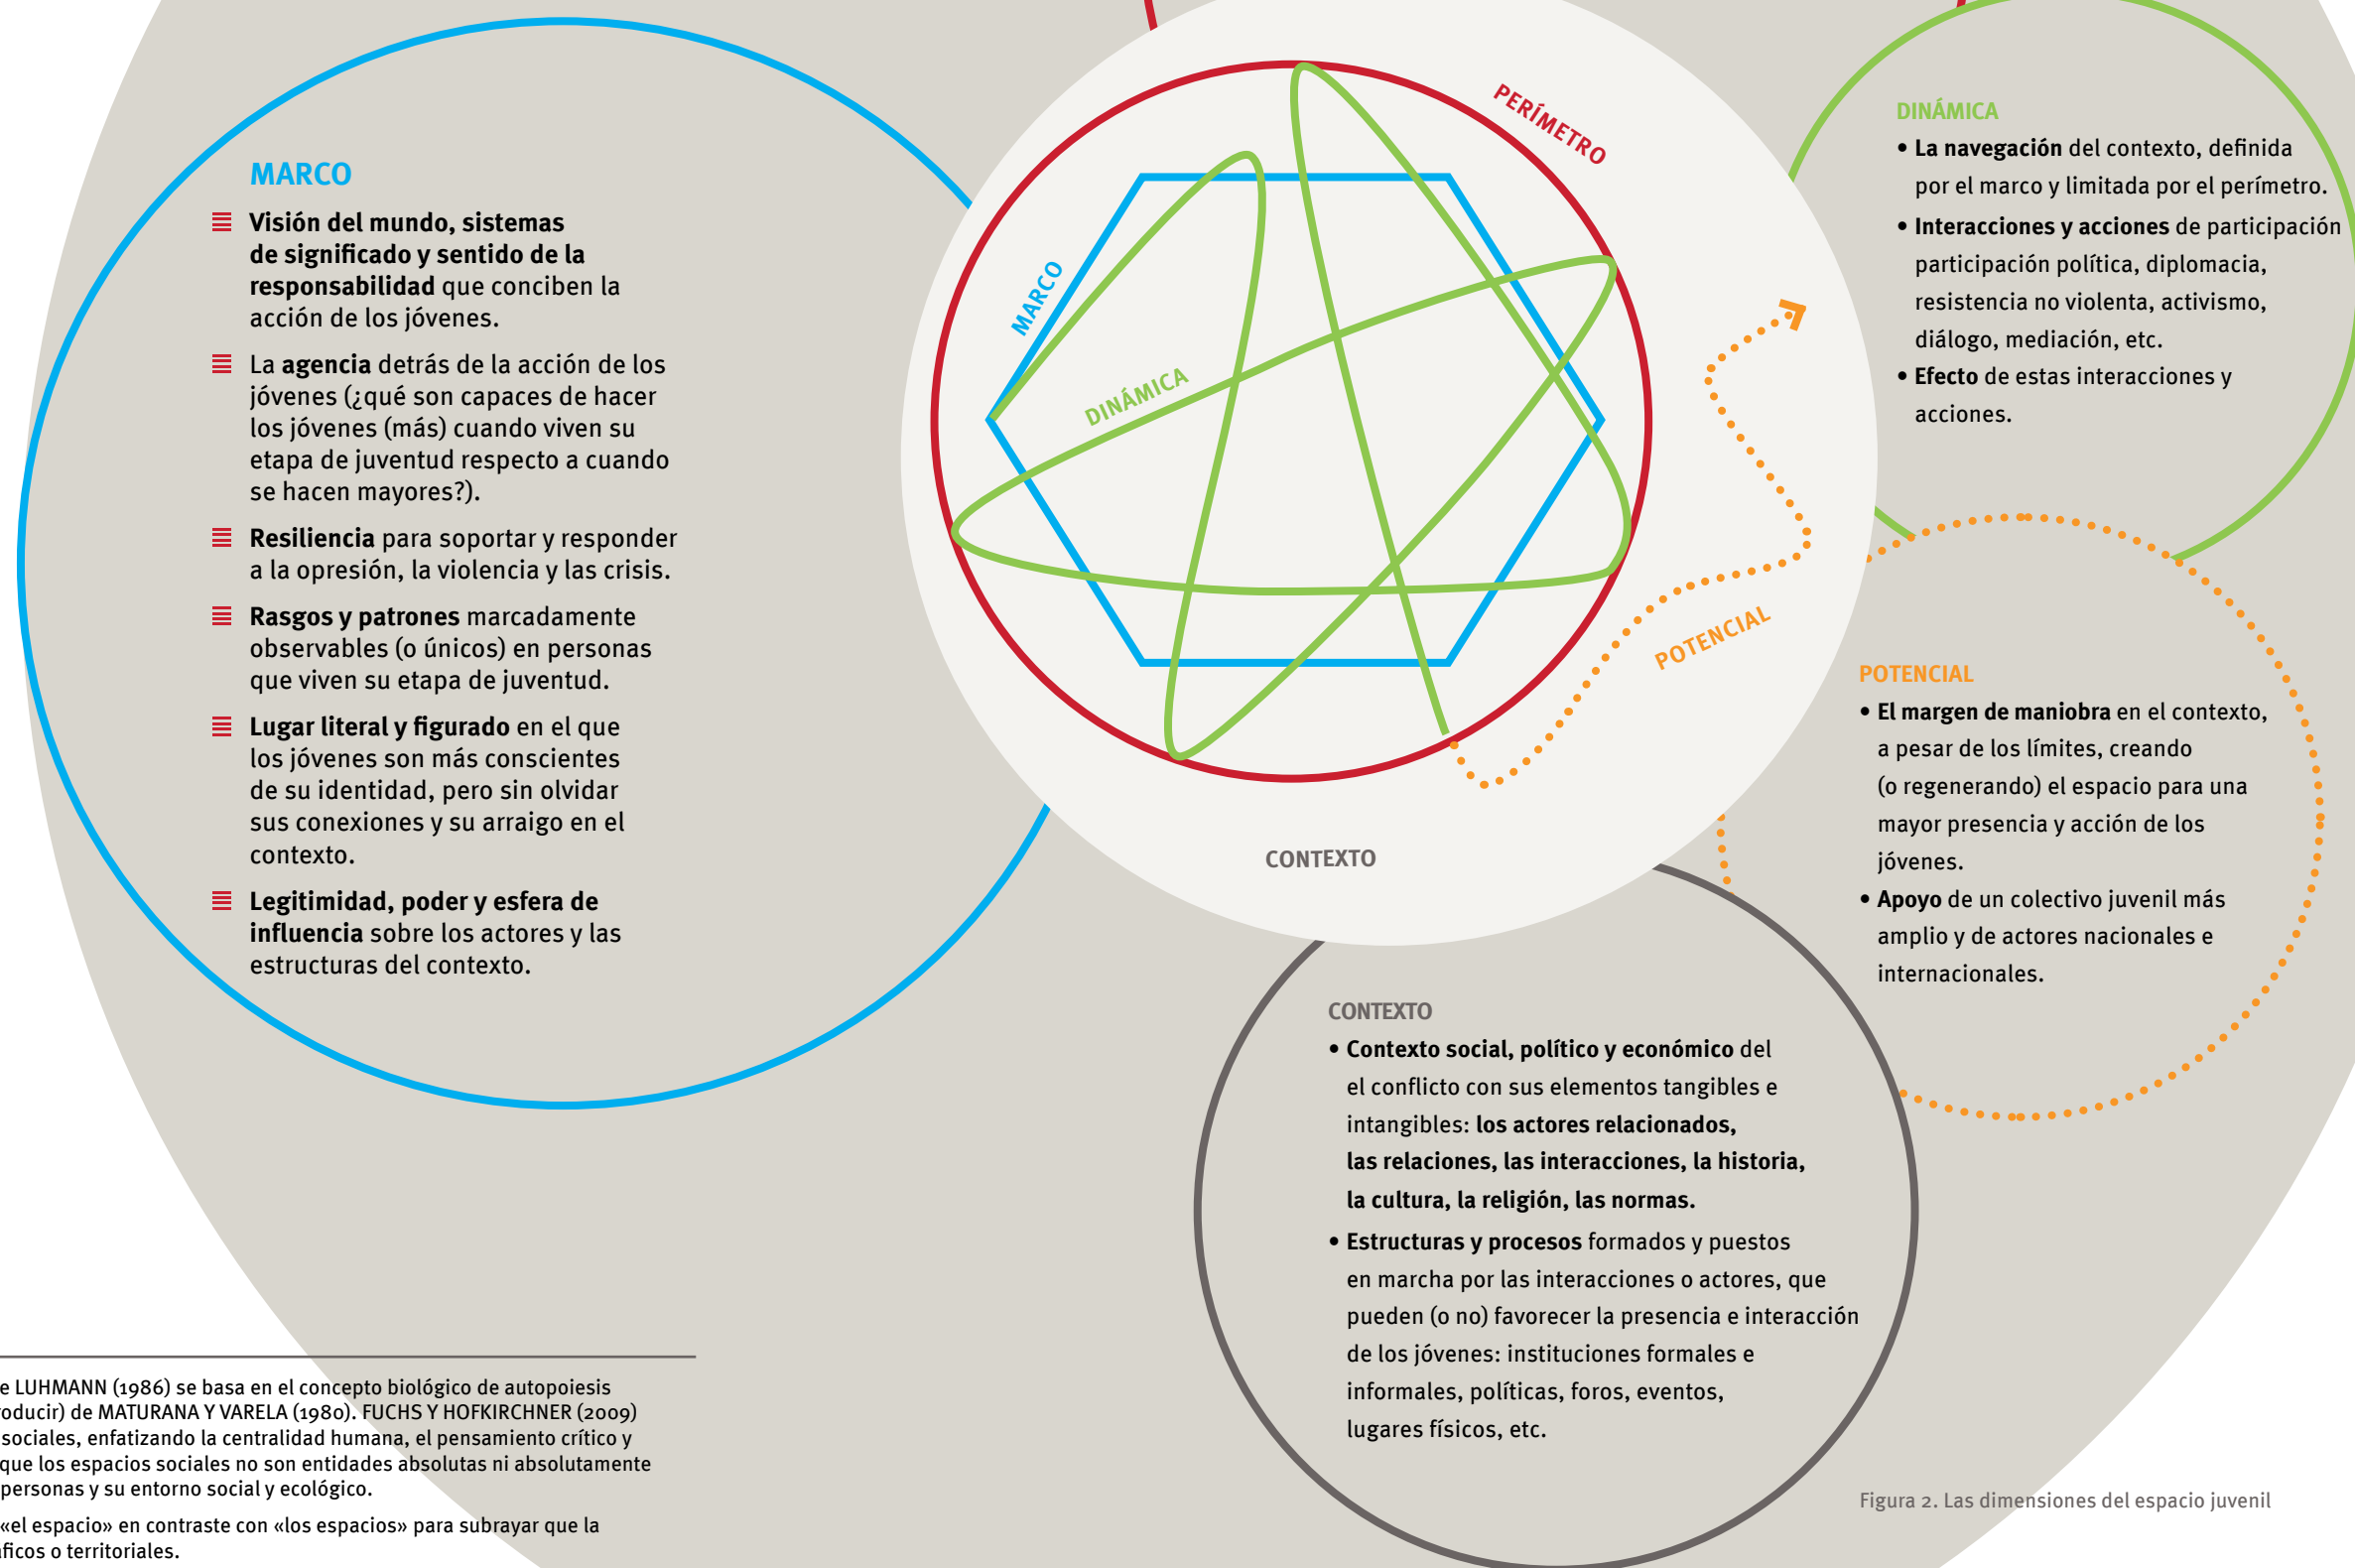 MARCO
Visión del mundo, sistemas
de significado y sentido de la
responsabilidad que conciben la
acción de los jóvenes.
La agencia detrás de la acción de los
jóvenes (¿qué son capaces de hacer
los jóvenes (más) cuando viven su
etapa de juventud respecto a cuando
se hacen mayores?).
Resiliencia para soportar y responder
a la opresión, la violencia y las crisis.
Rasgos y patrones marcadamente
observables (o únicos) en personas
que viven su etapa de juventud.
Lugar literal y figurado en el que
los jóvenes son más conscientes
de su identidad, pero sin olvidar
sus conexiones y su arraigo en el
contexto.
Legitimidad, poder y esfera de
influencia sobre los actores y las
estructuras del contexto.
PERÍMETRO
MARCO
DINÁMICA
POTENCIAL
CONTEXTO
DINÁMICA
• La navegación del contexto, definida
por el marco y limitada por el perímetro.
• Interacciones y acciones de participación
participación política, diplomacia,
resistencia no violenta, activismo,
diálogo, mediación, etc.
• Efecto de estas interacciones y
acciones.
POTENCIAL
• El margen de maniobra en el contexto,
a pesar de los límites, creando
(o regenerando) el espacio para una
mayor presencia y acción de los
jóvenes.
• Apoyo de un colectivo juvenil más
amplio y de actores nacionales e
internacionales.
CONTEXTO
• Contexto social, político y económico del
el conflicto con sus elementos tangibles e
intangibles: los actores relacionados,
las relaciones, las interacciones, la historia,
la cultura, la religión, las normas.
• Estructuras y procesos formados y puestos
en marcha por las interacciones o actores, que
pueden (o no) favorecer la presencia e interacción
de los jóvenes: instituciones formales e
informales, políticas, foros, eventos,
lugares físicos, etc.
e LUHMANN (1986) se basa en el concepto biológico de autopoiesis
roducir) de MATURANA Y VARELA (1980). FUCHS Y HOFKIRCHNER (2009)
sociales, enfatizando la centralidad humana, el pensamiento crítico y
que los espacios sociales no son entidades absolutas ni absolutamente
personas y su entorno social y ecológico.
«el espacio» en contraste con «los espacios» para subrayar que la
áficos o territoriales.
Figura 2. Las dimensiones del espacio juvenil